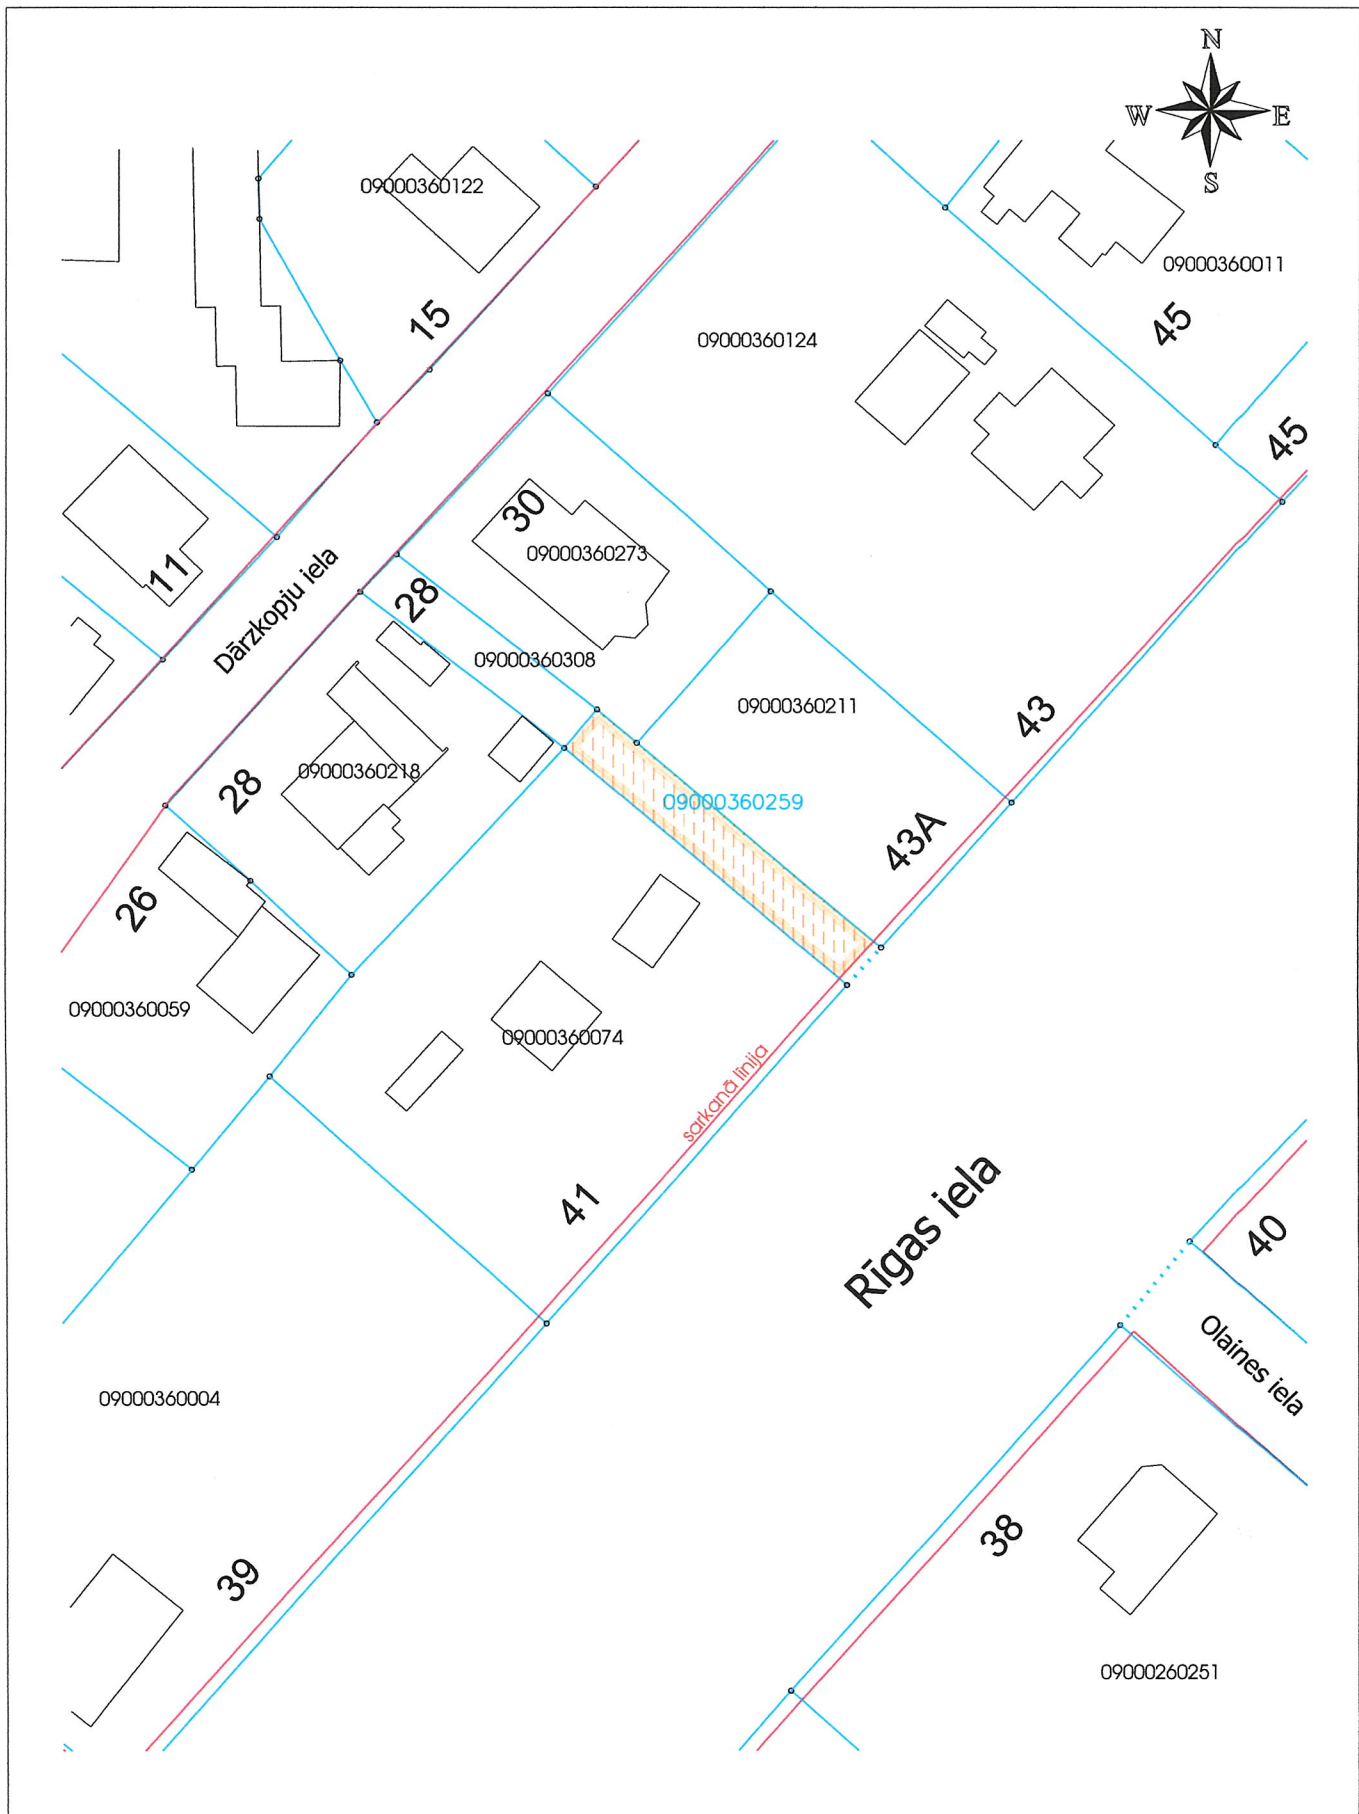 N
W
E
S
09000360122
09000360011
15
45
09000360124
45
30
09000360273
11
Dārzkopju iela
28
09000360308
09000360211
43
28
09000360218
09000360259
43A
26
09000360059
09000360074
sarkanā līnija
41
Rīgas iela
40
Olaines iela
09000360004
38
39
09000260251